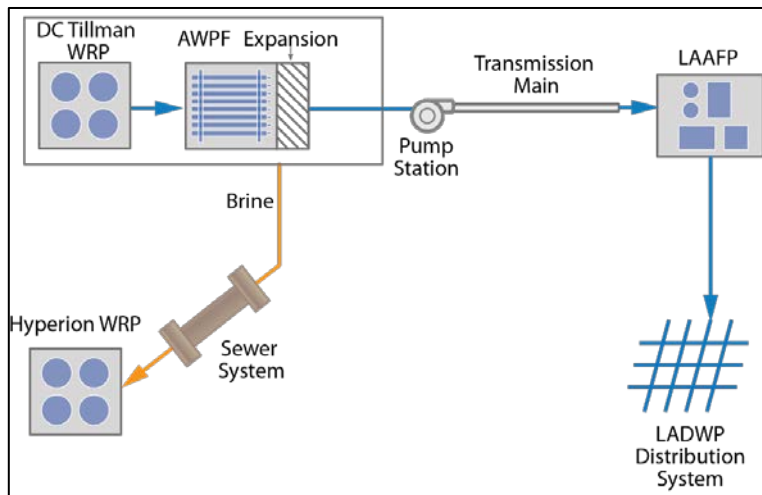 DC Tillman
WRP
AWPF
Expansion
Transmission
Main
LAAFP
Pump
Station
Brine
Hyperion WRP
Sewer
System
LADWP
Distribution
System